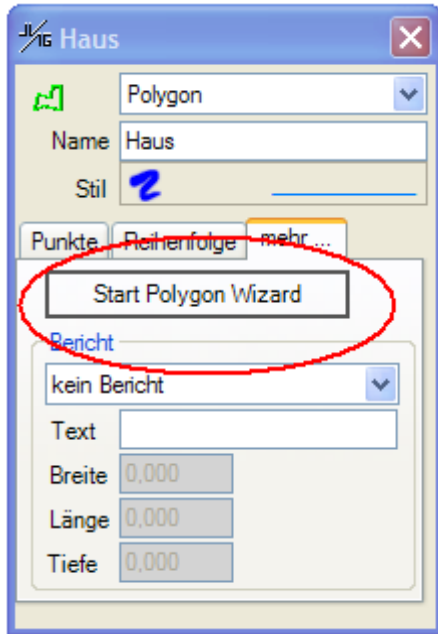 Haus
Polygon
Name Haus
Stil
Punkte Reihenfolge mehr ...
Start Polygon Wizard
Bericht
kein Bericht
Text
Breite 0,000
Länge 0,000
Tiefe 0,000